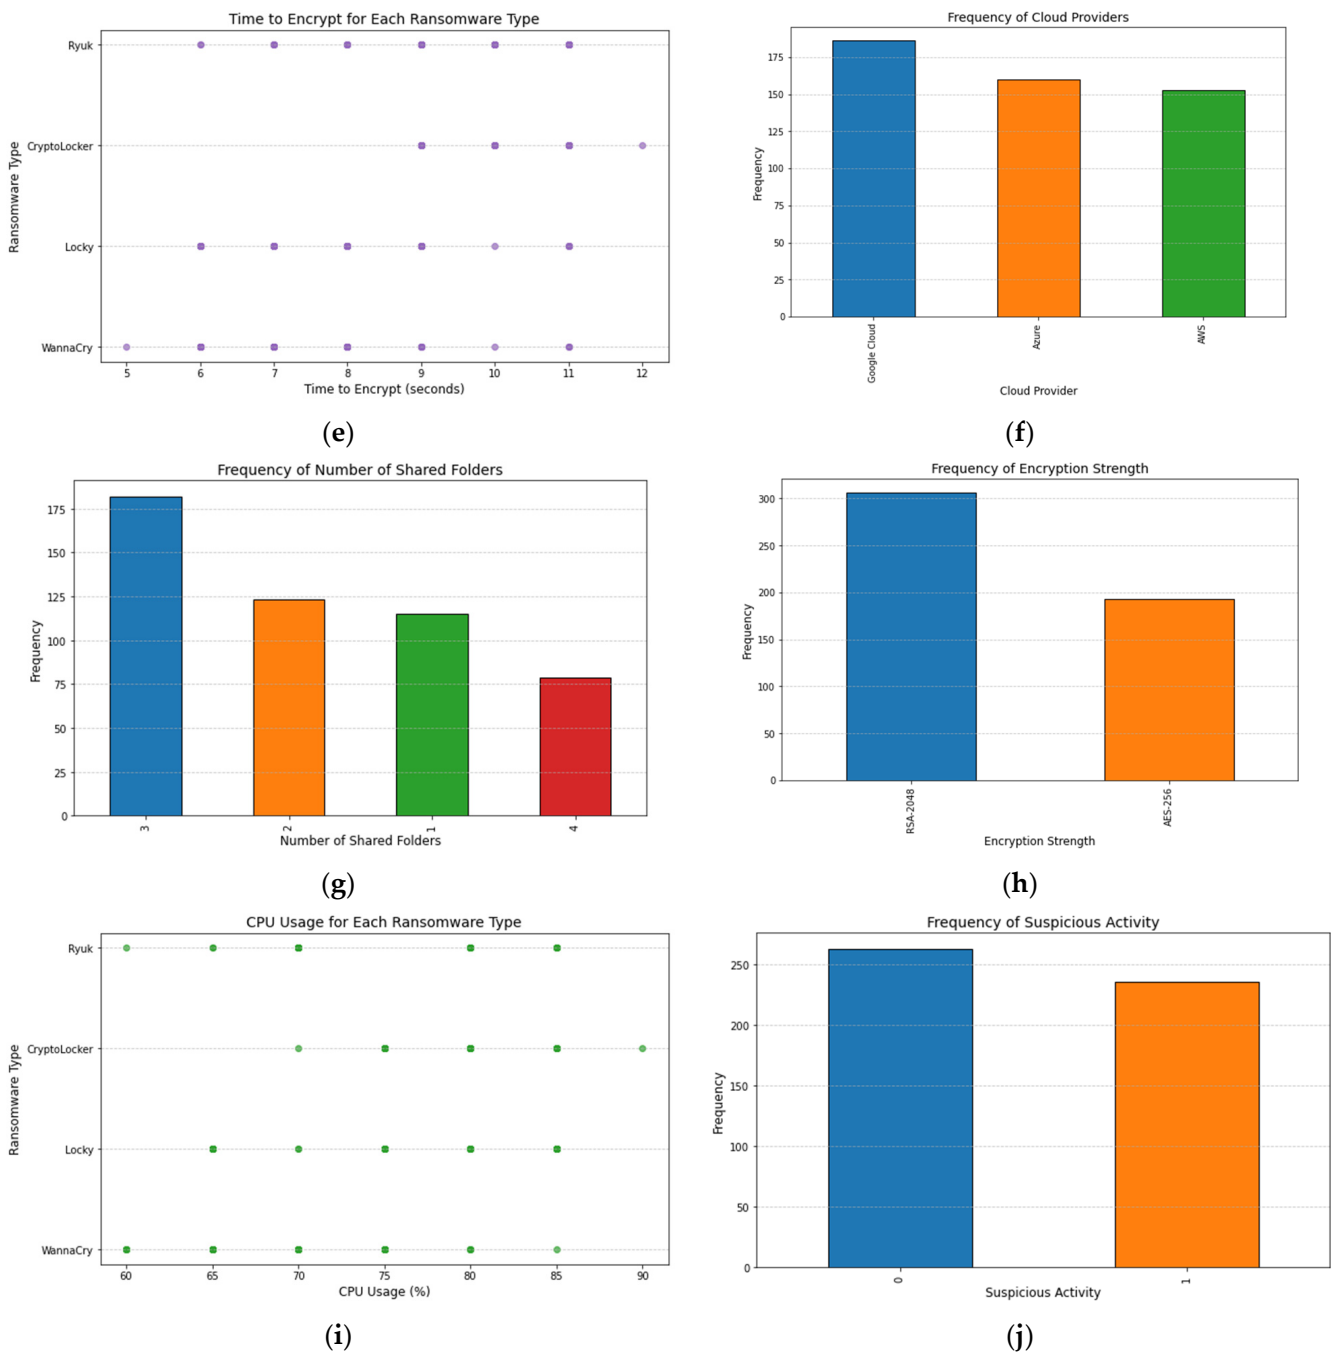 Time to Encrypt for Each Ransomware Type
Ransomware Type
Ryuk
CryptoLocker
Locky
WannaCry
5 6 7 8 9 10 11 12
Time to Encrypt (seconds)
(e)
Frequency of Cloud Providers
Frequency
175
150
125
100
75
50
25
0
Google Cloud
Azure
AWS
Cloud Provider
(f)
Frequency of Number of Shared Folders
Frequency
175
150
125
100
75
50
25
0
3
2
1
4
Number of Shared Folders
(g)
Frequency of Encryption Strength
Frequency
300
250
200
150
100
50
0
RSA-2048
AES-256
Encryption Strength
(h)
CPU Usage for Each Ransomware Type
Ransomware Type
Ryuk
CryptoLocker
Locky
WannaCry
60 65 70 75 80 85 90
CPU Usage (%)
(i)
Frequency of Suspicious Activity
Frequency
250
200
150
100
50
0
0
1
Suspicious Activity
(j)